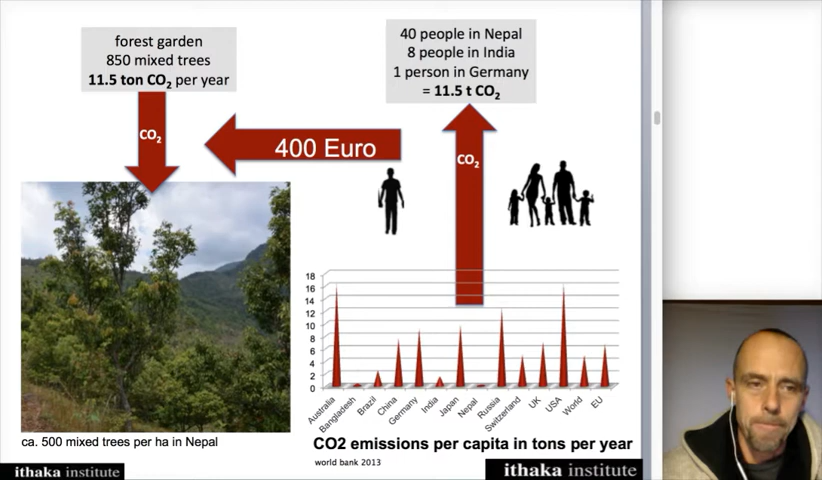 forest garden
850 mixed trees
11.5 ton CO₂ per year
40 people in Nepal
8 people in India
1 person in Germany
= 11.5 t CO₂
CO₂
400 Euro
CO₂
18
16
14
12
10
8
6
4
2
0
Australia
Bangladesh
Brazil
China
Germany
India
Japan
Nepal
Russia
Switzerland
UK
USA
World
EU
ca. 500 mixed trees per ha in Nepal
CO2 emissions per capita in tons per year
world bank 2013
ithaka institute
ithaka institute